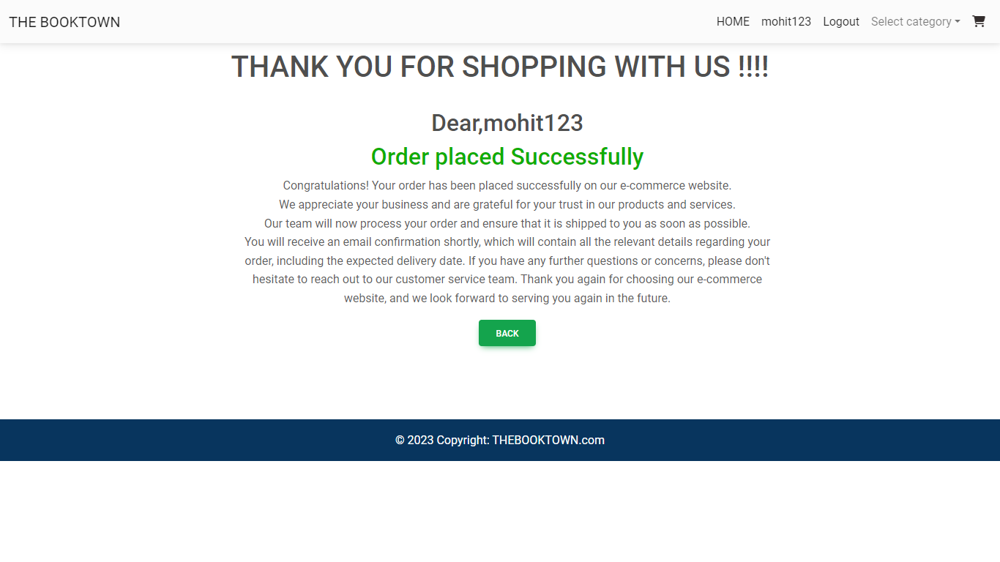 THE BOOKTOWN
HOME mohit123 Logout Select category
THANK YOU FOR SHOPPING WITH US !!!!
Dear,mohit123
Order placed Successfully
Congratulations! Your order has been placed successfully on our e-commerce website.
We appreciate your business and are grateful for your trust in our products and services.
Our team will now process your order and ensure that it is shipped to you as soon as possible.
You will receive an email confirmation shortly, which will contain all the relevant details regarding your
order, including the expected delivery date. If you have any further questions or concerns, please don't
hesitate to reach out to our customer service team. Thank you again for choosing our e-commerce
website, and we look forward to serving you again in the future.
BACK
© 2023 Copyright: THEBOOKTOWN.com